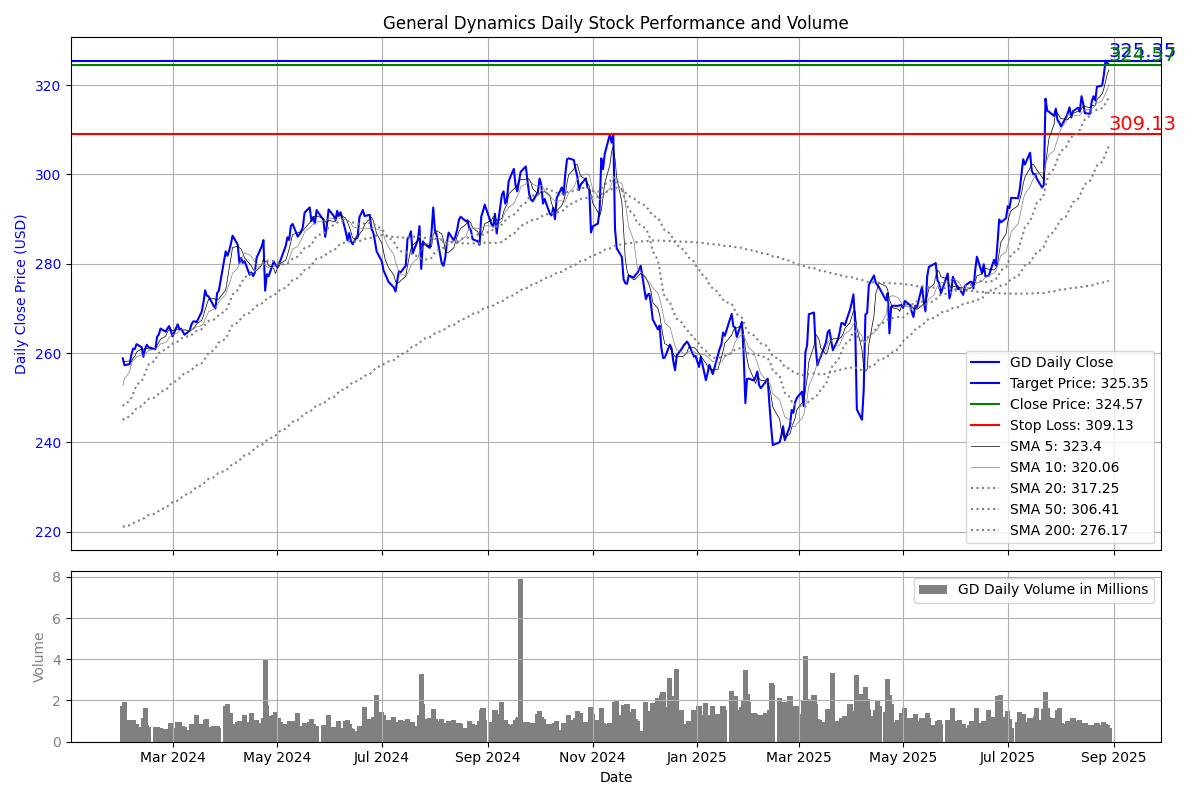 General Dynamics Daily Stock Performance and Volume
325.35
324.57
320
309.13
300
280
260
240
220
Daily Close Price (USD)
GD Daily Close
Target Price: 325.35
Close Price: 324.57
Stop Loss: 309.13
SMA 5: 323.4
SMA 10: 320.06
SMA 20: 317.25
SMA 50: 306.41
SMA 200: 276.17
8
6
4
2
0
Volume
GD Daily Volume in Millions
Mar 2024 May 2024 Jul 2024 Sep 2024 Nov 2024 Jan 2025 Mar 2025 May 2025 Jul 2025 Sep 2025
Date